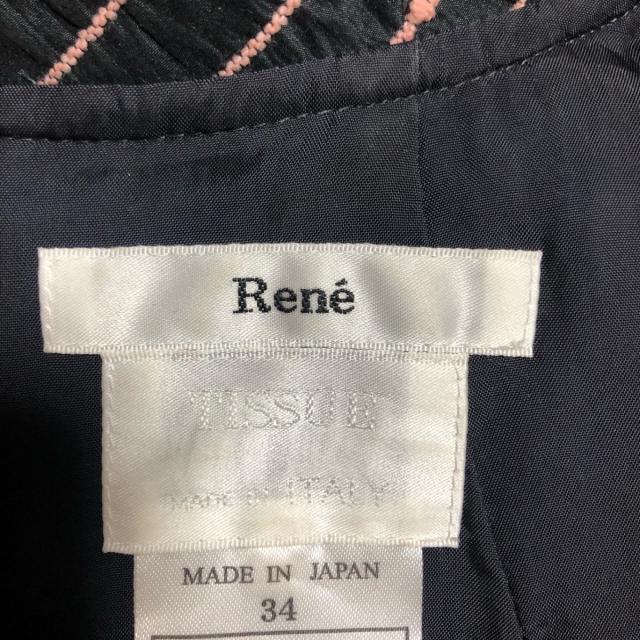 René
TISSUE
MADE IN ITALY
MADE IN JAPAN
34